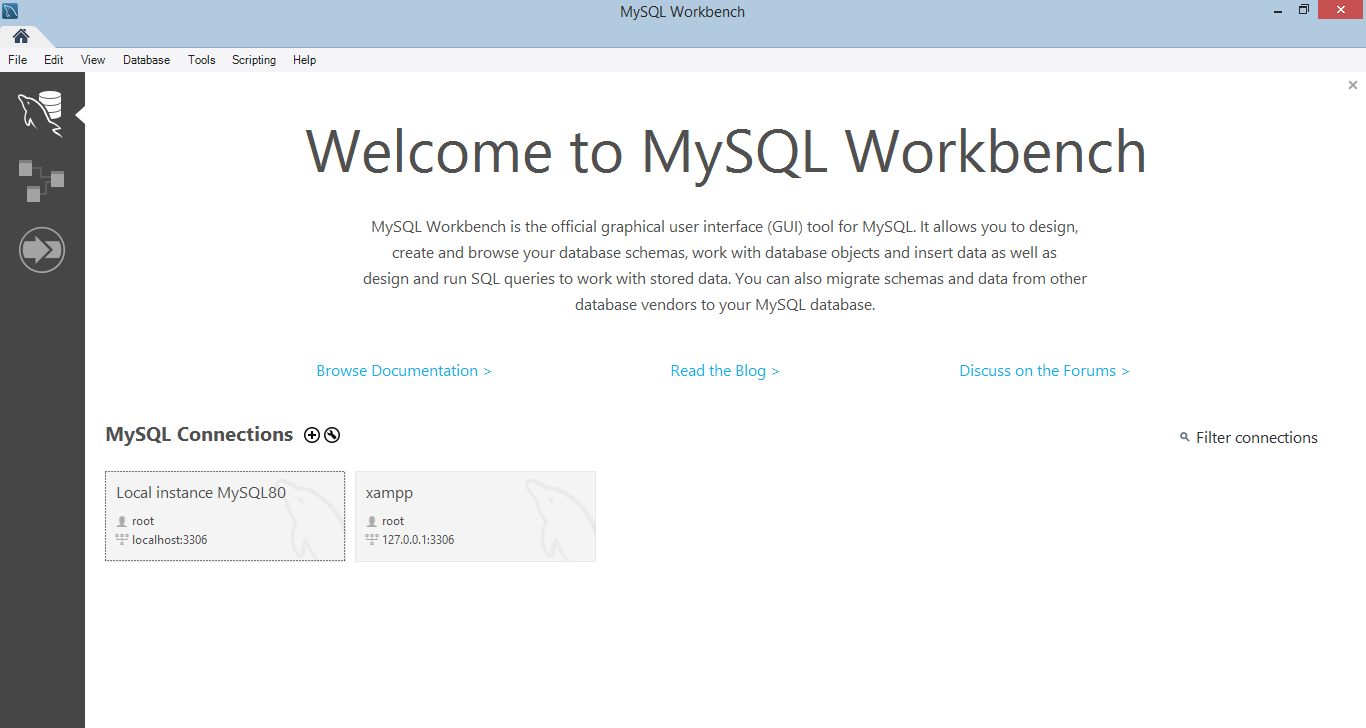 MySQL Workbench
File Edit View Database Tools Scripting Help
Welcome to MySQL Workbench
MySQL Workbench is the official graphical user interface (GUI) tool for MySQL. It allows you to design,
create and browse your database schemas, work with database objects and insert data as well as
design and run SQL queries to work with stored data. You can also migrate schemas and data from other
database vendors to your MySQL database.
Browse Documentation > Read the Blog > Discuss on the Forums >
MySQL Connections
Filter connections
Local instance MySQL80
root
localhost:3306
xampp
root
127.0.0.1:3306